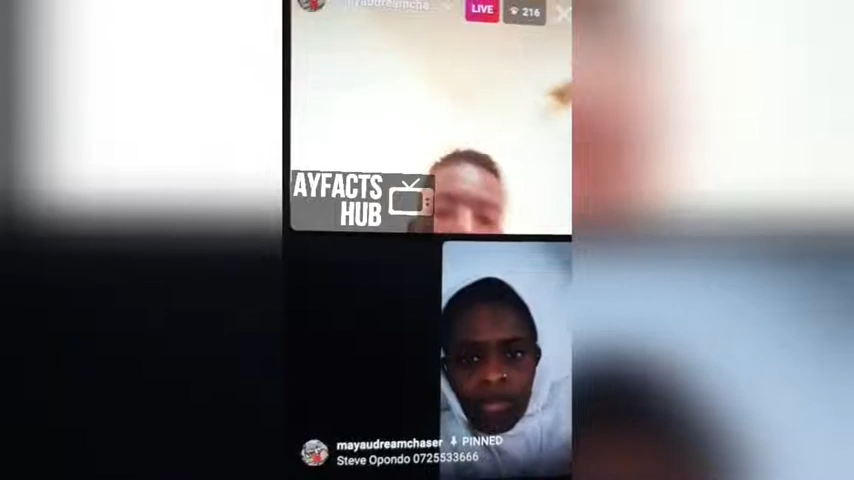 LIVE
216
AYFACTS
HUB
mayaudreamchaser PINNED
Steve Opondo 0725533666